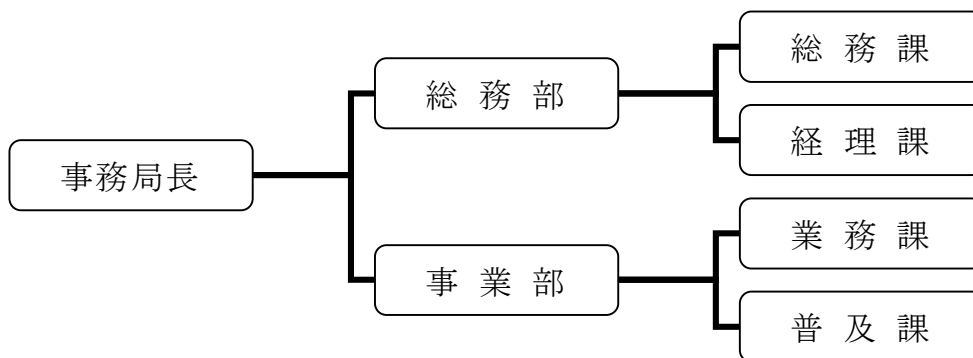 事務局長
総務部
総務課
経理課
事業部
業務課
普及課